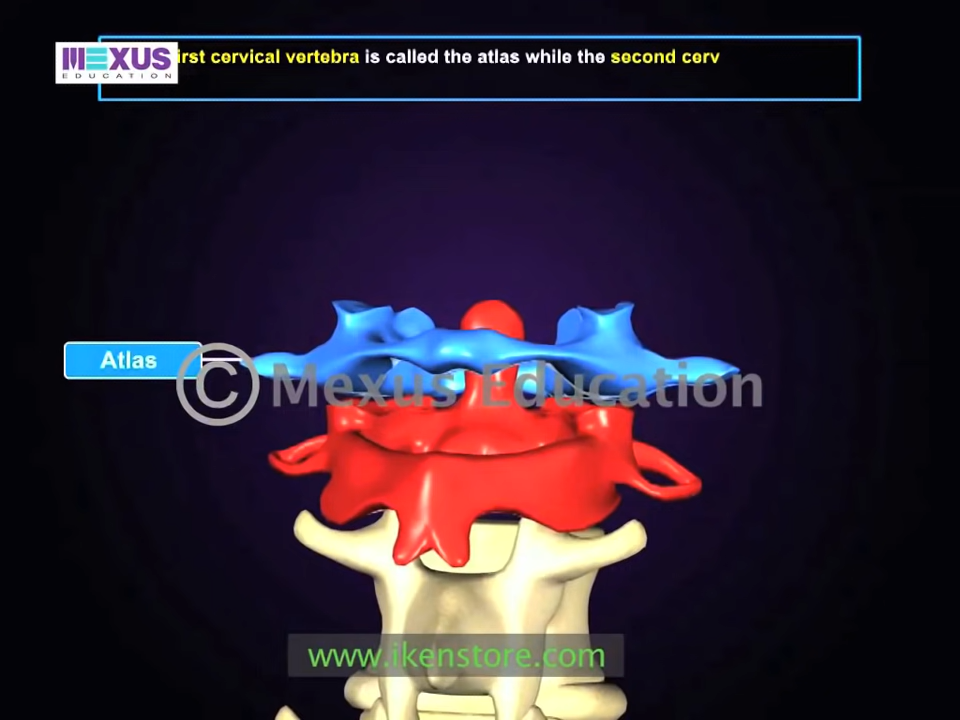 MEXUS
EDUCATION
irst cervical vertebra is called the atlas while the second cerv
Atlas
© Mexus Education
www.ikenstore.com